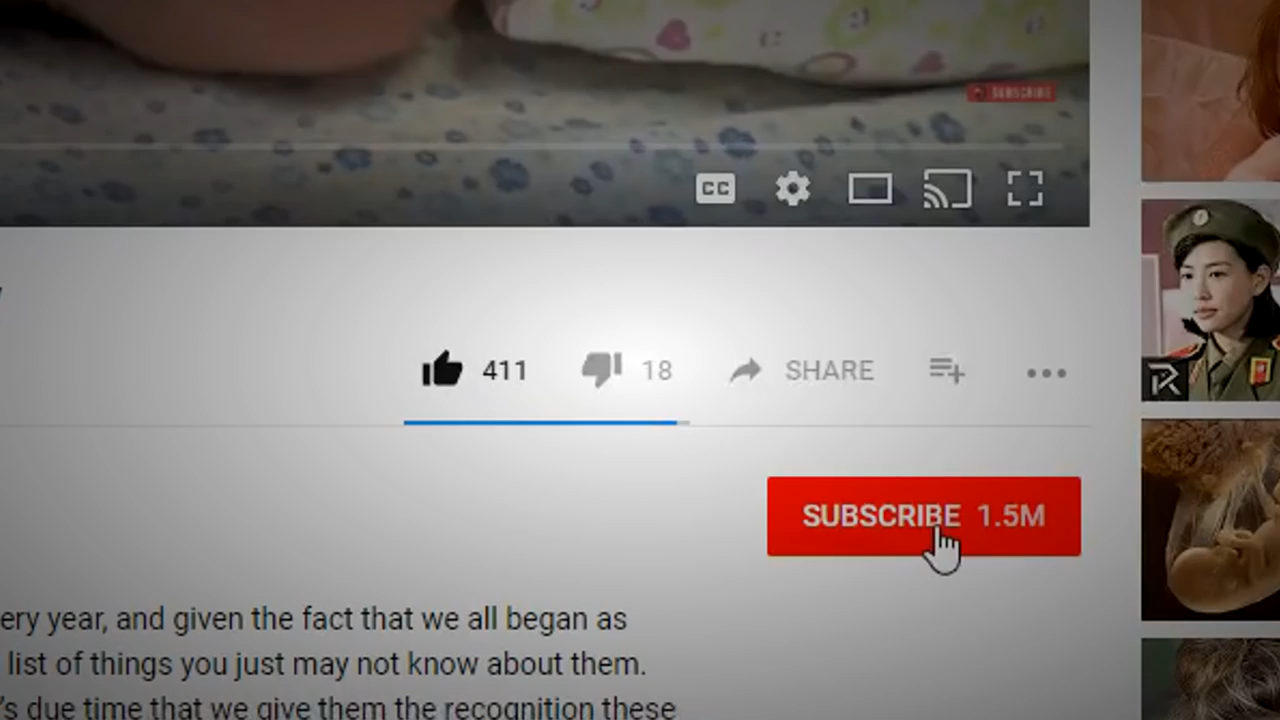 SUBSCRIBE
CC
411 18 SHARE
SUBSCRIBE 1.5M
ery year, and given the fact that we all began as
list of things you just may not know about them.
's due time that we give them the recognition these